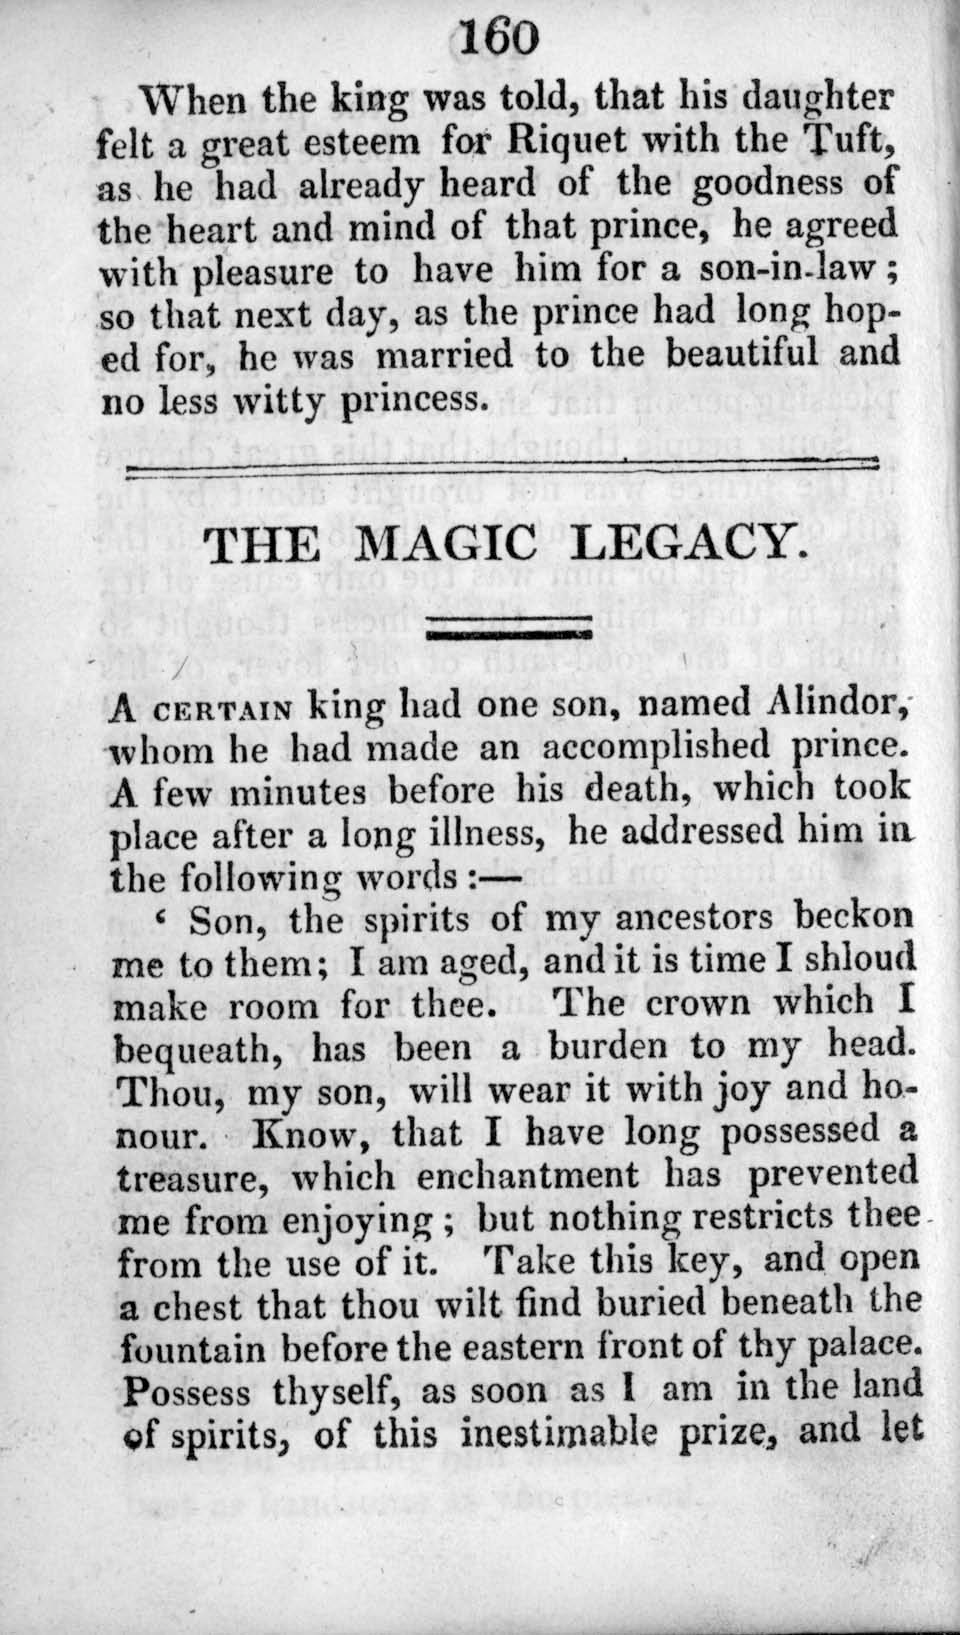 160
When the king was told, that his daughter
felt a great esteem for Riquet with the Tuft,
as he had already heard of the goodness of
the heart and mind of that prince, he agreed
with pleasure to have him for a son-in-law;
so that next day, as the prince had long hop-
ed for, he was married to the beautiful and
no less witty princess.
THE MAGIC LEGACY.
A CERTAIN king had one son, named Alindor,
whom he had made an accomplished prince.
A few minutes before his death, which took
place after a long illness, he addressed him in
the following words:—
‘ Son, the spirits of my ancestors beckon
me to them; I am aged, and it is time I shloud
make room for thee. The crown which I
bequeath, has been a burden to my head.
Thou, my son, will wear it with joy and ho-
nour. Know, that I have long possessed a
treasure, which enchantment has prevented
me from enjoying; but nothing restricts thee
from the use of it. Take this key, and open
a chest that thou wilt find buried beneath the
fountain before the eastern front of thy palace.
Possess thyself, as soon as I am in the land
of spirits, of this inestimable prize, and let